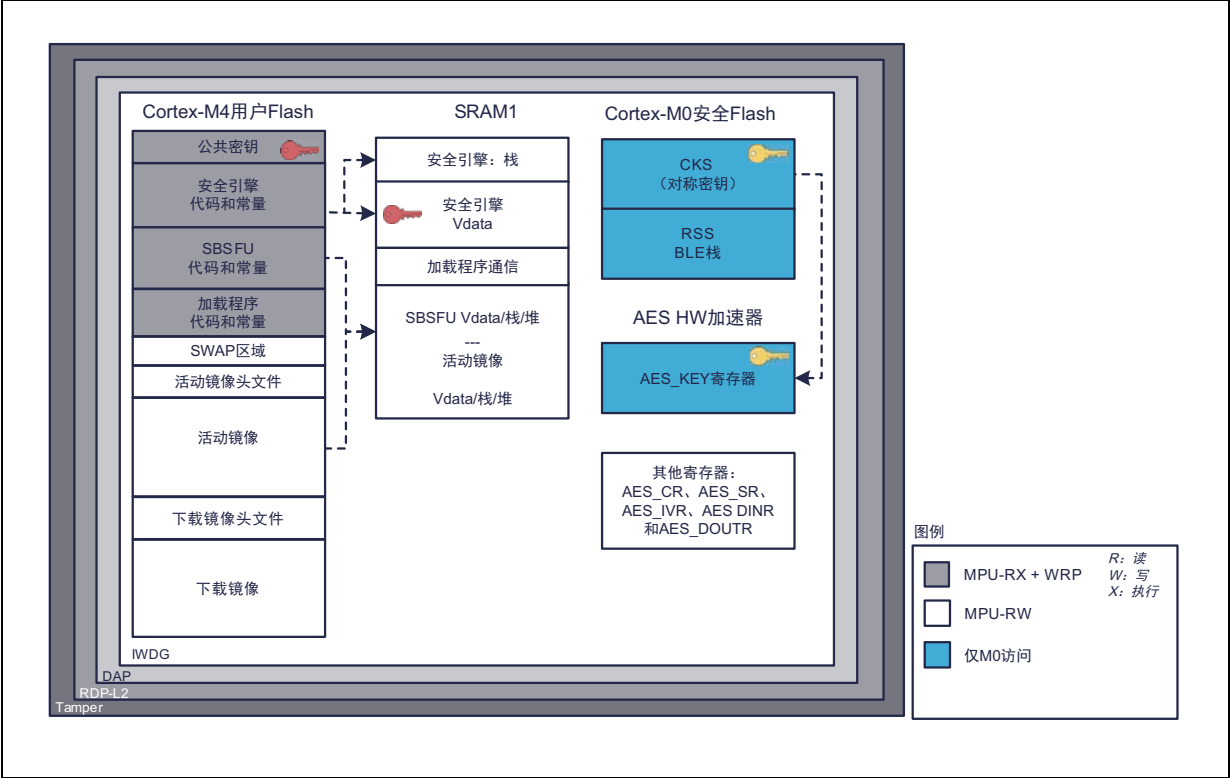 Cortex-M4用户Flash
公共密钥
安全引擎
代码和常量
SBSFU
代码和常量
加载程序
代码和常量
SWAP区域
活动镜像头文件
活动镜像
下载镜像头文件
下载镜像
SRAM1
安全引擎：栈
安全引擎
Vdata
加载程序通信
SBSFU Vdata/栈/堆
---
活动镜像
Vdata/栈/堆
Cortex-M0安全Flash
CKS
（对称密钥）
RSS
BLE栈
AES HW加速器
AES_KEY寄存器
其他寄存器：
AES_CR、AES_SR、
AES_IVR、AES DINR
和AES_DOUTR
IWDG
DAP
RDP-L2
Tamper
图例
MPU-RX + WRP
MPU-RW
仅M0访问
R：读
W：写
X：执行